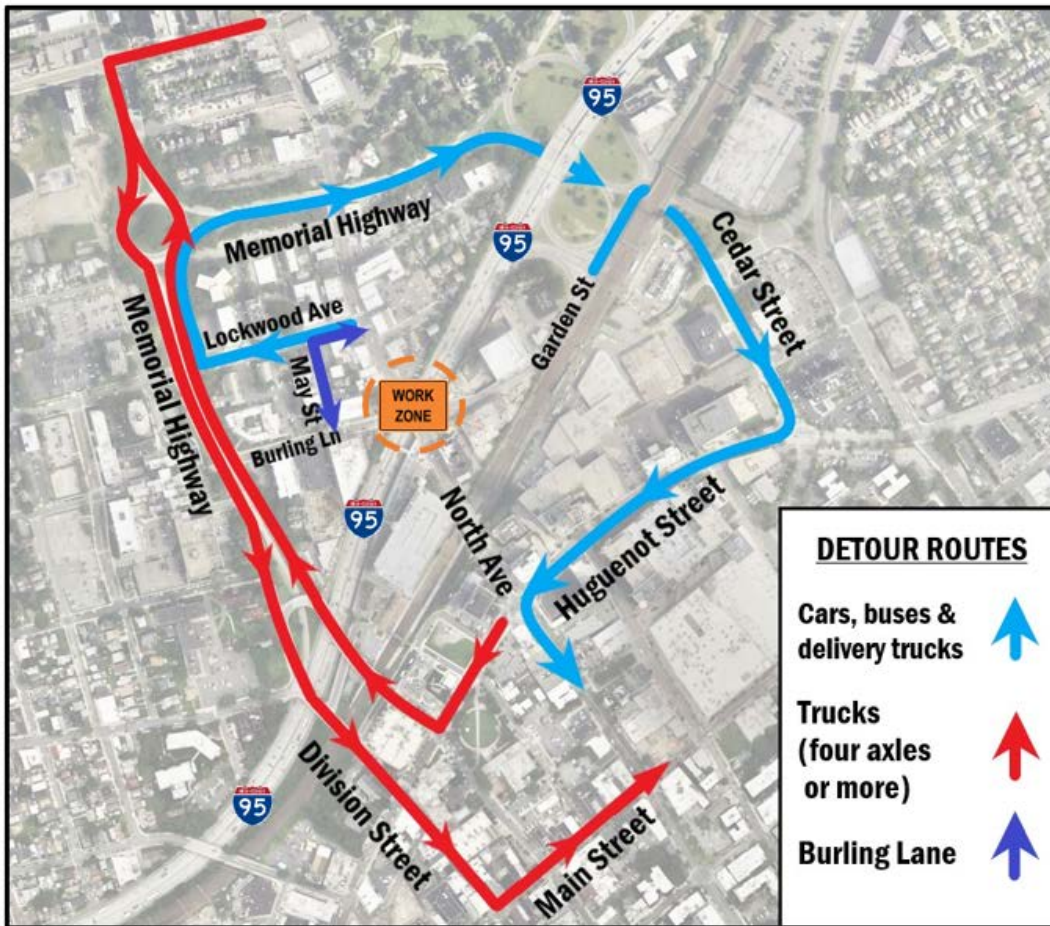 95
Memorial Highway
95
Cedar Street
Lockwood Ave
Garden St
May St
WORK
ZONE
Memorial Highway
Burling Ln
95
North Ave
Huguenot Street
Division Street
95
Main Street
DETOUR ROUTES
Cars, buses &
delivery trucks
Trucks
(four axles
or more)
Burling Lane